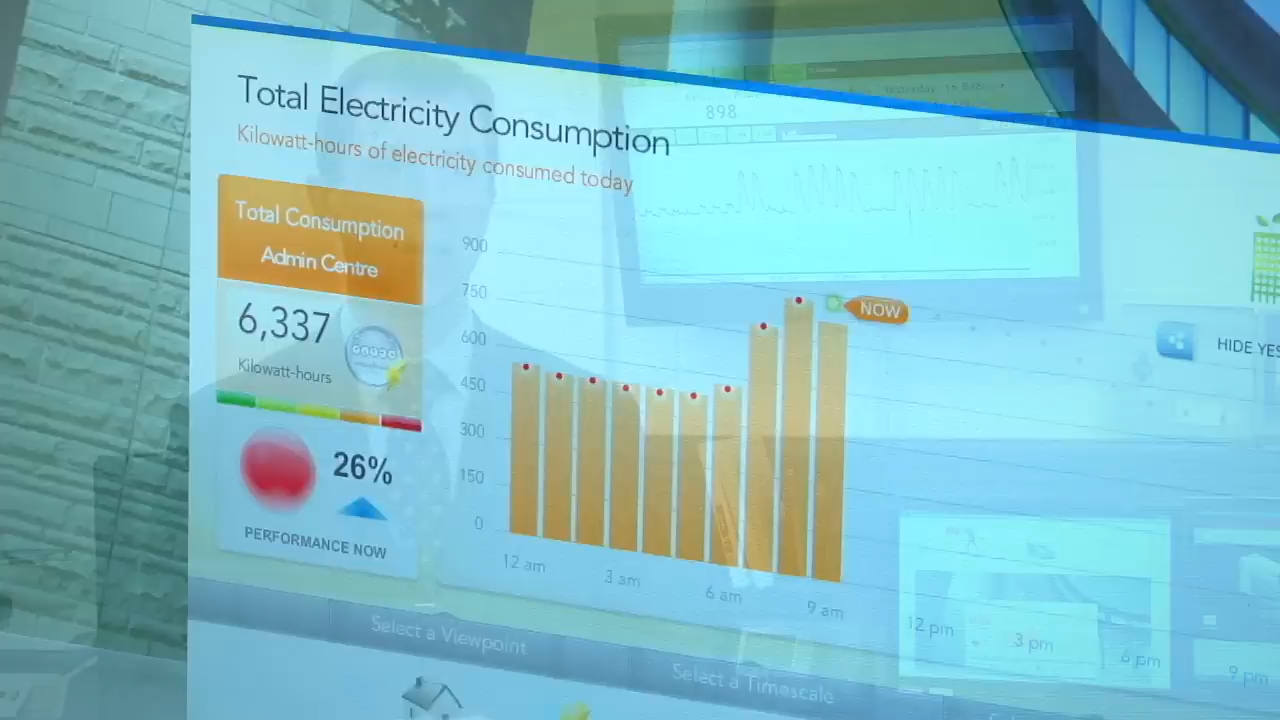 Total Electricity Consumption
Kilowatt-hours of electricity consumed today
898
Total Consumption
Admin Centre
6,337
Kilowatt-hours
26%
PERFORMANCE NOW
900
750
600
450
300
150
0
NOW
HIDE YES
12 am
3 am
6 am
9 am
12 pm
3 pm
6 pm
9 pm
Select a Viewpoint
Select a Timescale